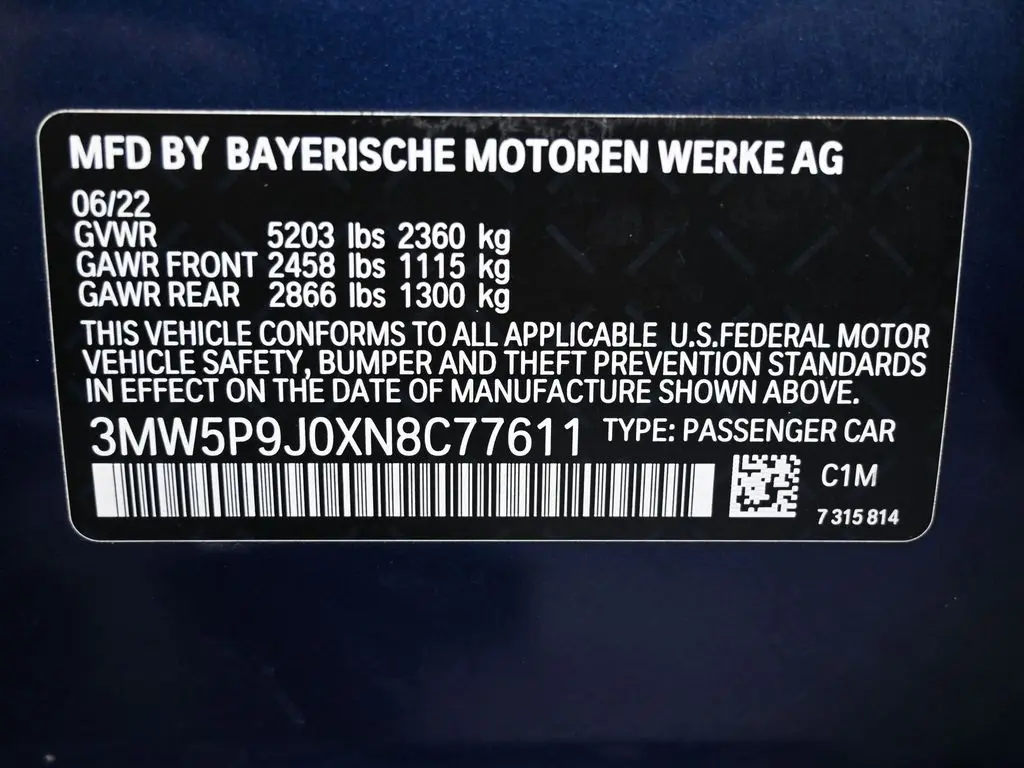 MFD BY BAYERISCHE MOTOREN WERKE AG
06/22
GVWR 5203 lbs 2360 kg
GAWR FRONT 2458 lbs 1115 kg
GAWR REAR 2866 lbs 1300 kg
THIS VEHICLE CONFORMS TO ALL APPLICABLE U.S.FEDERAL MOTOR
VEHICLE SAFETY, BUMPER AND THEFT PREVENTION STANDARDS
IN EFFECT ON THE DATE OF MANUFACTURE SHOWN ABOVE.
3MW5P9J0XN8C77611 TYPE: PASSENGER CAR
C1M
7 315 814